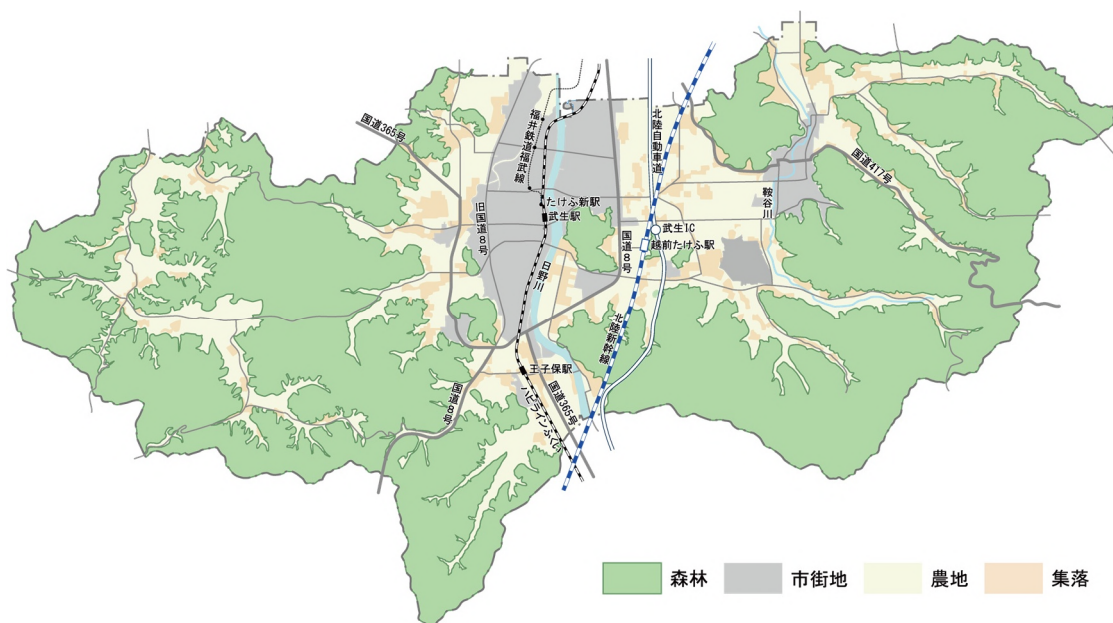 国道365号
福井鉄道福武線
北陸自動車道
国道417号
鞍谷川
たけふ新駅
武生駅
旧国道8号
日野川
国道8号
武生IC
越前たけふ駅
北陸新幹線
王子保駅
国道8号
国道365号
ハピラインふくい
森林
市街地
農地
集落